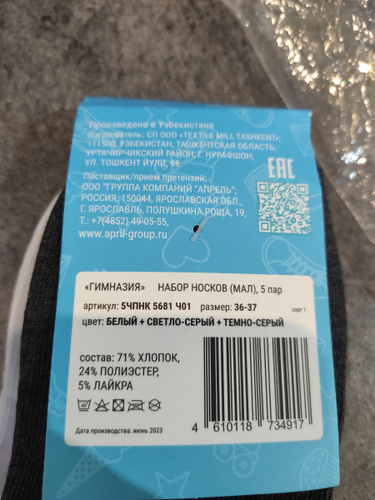 Произведено в Узбекистане
Изготовитель: СП ООО «TEXTILE MILL TASHKENT»,
111500, УЗБЕКИСТАН, ТАШКЕНТСКАЯ ОБЛАСТЬ,
УРТАЧИРЧИКСКИЙ РАЙОН, Г. НУРАФШОН,
УЛ. ТОШКЕНТ ЙУЛИ, 98
EAC
Поставщик/прием претензий:
ООО "ГРУППА КОМПАНИЙ "АПРЕЛЬ",
РОССИЯ, 150044, ЯРОСЛАВСКАЯ ОБЛ.,
Г. ЯРОСЛАВЛЬ, ПОЛУШКИНА РОЩА, 19,
Т. +7(4852) 49-05-55,
www.april-group.ru
«ГИМНАЗИЯ» НАБОР НОСКОВ (МАЛ), 5 пар
артикул: 5ЧПНК 5681 Ч01 размер: 36-37 сорт 1
цвет: БЕЛЫЙ + СВЕТЛО-СЕРЫЙ + ТЕМНО-СЕРЫЙ
состав: 71% ХЛОПОК,
24% ПОЛИЭСТЕР,
5% ЛАЙКРА
Дата производства: июнь 2023
4 610118 734917